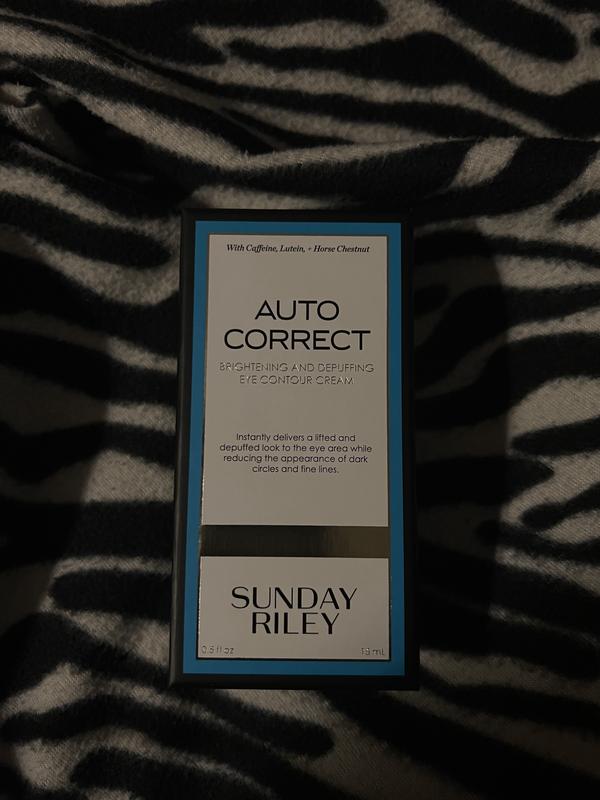 With Caffeine, Lutein, + Horse Chestnut
AUTO
CORRECT
BRIGHTENING AND DEPUFFING
EYE CONTOUR CREAM
Instantly delivers a lifted and
depuffed look to the eye area while
reducing the appearance of dark
circles and fine lines.
SUNDAY
RILEY
0.5 fl oz
15 mL